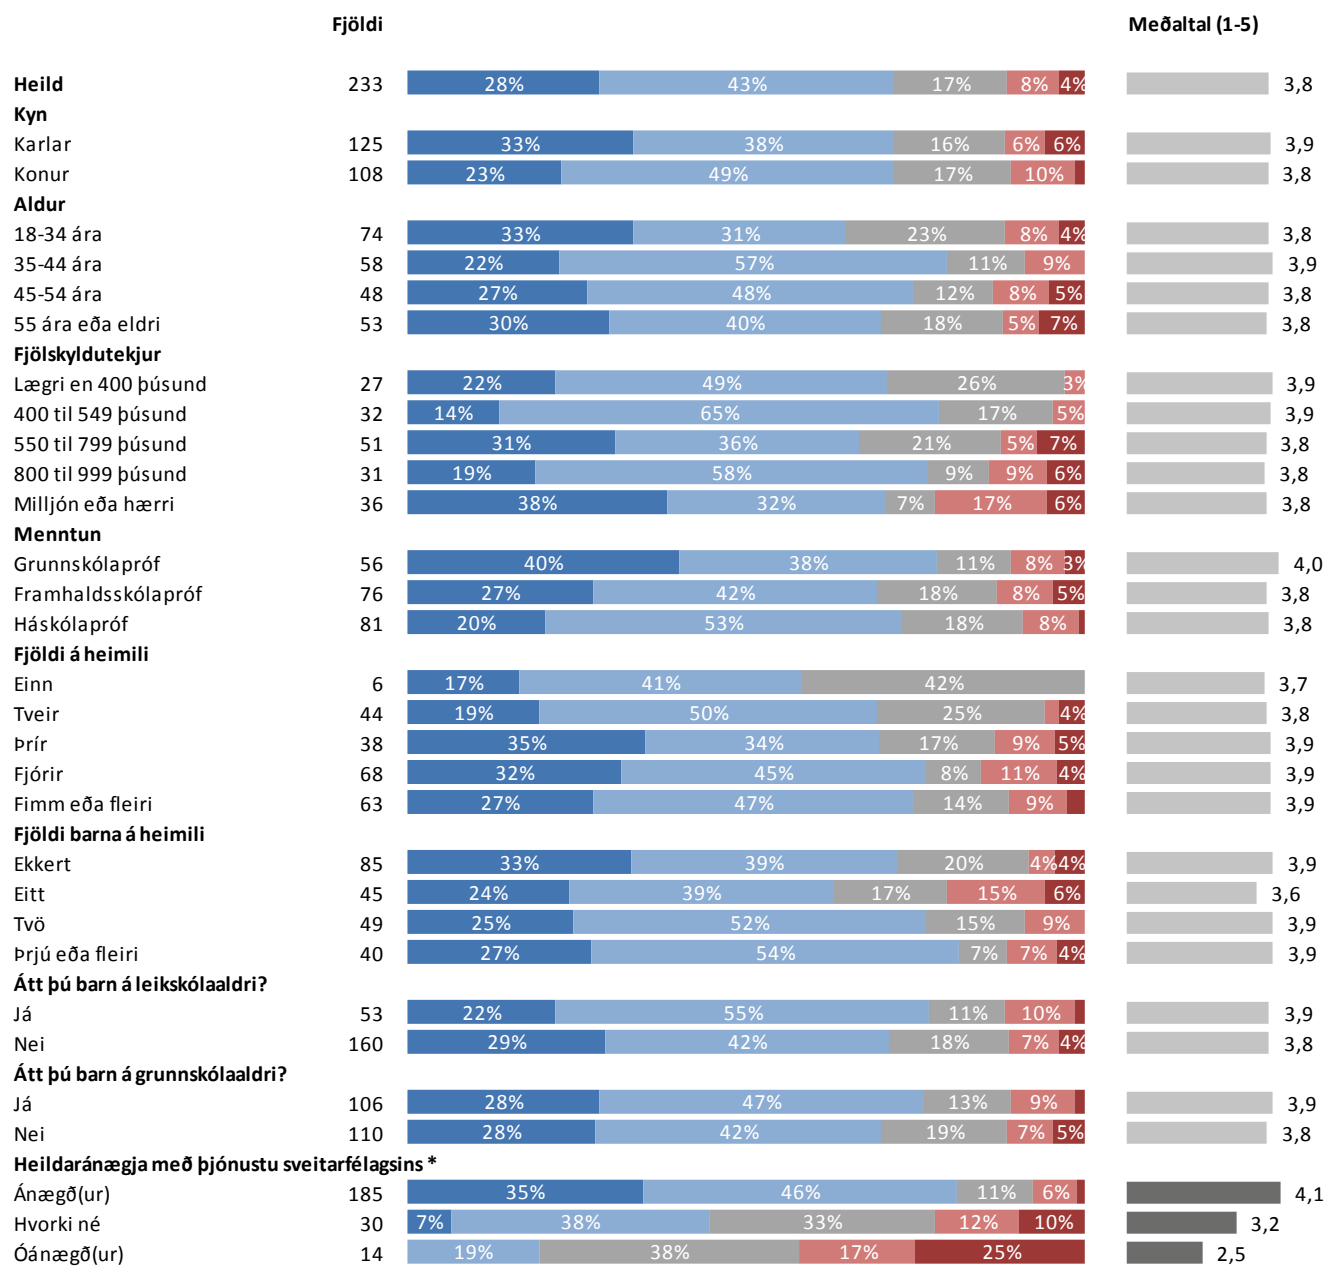 Fjöldi Meðaltal (1-5)
Heild 233 28% 43% 17% 8% 4% 3,8
Kyn
Karlar 125 33% 38% 16% 6% 6% 3,9
Konur 108 23% 49% 17% 10% 3,8
Aldur
18-34 ára 74 33% 31% 23% 8% 4% 3,8
35-44 ára 58 22% 57% 11% 9% 3,9
45-54 ára 48 27% 48% 12% 8% 5% 3,8
55 ára eða eldri 53 30% 40% 18% 5% 7% 3,8
Fjölskyldutekjur
Lægri en 400 þúsund 27 22% 49% 26% 3% 3,9
400 til 549 þúsund 32 14% 65% 17% 5% 3,9
550 til 799 þúsund 51 31% 36% 21% 5% 7% 3,8
800 til 999 þúsund 31 19% 58% 9% 9% 6% 3,8
Milljón eða hærri 36 38% 32% 7% 17% 6% 3,8
Menntun
Grunnskólapróf 56 40% 38% 11% 8% 3% 4,0
Framhaldsskólapróf 76 27% 42% 18% 8% 5% 3,8
Háskólapróf 81 20% 53% 18% 8% 3,8
Fjöldi á heimili
Einn 6 17% 41% 42% 3,7
Tveir 44 19% 50% 25% 4% 3,8
Þrír 38 35% 34% 17% 9% 5% 3,9
Fjórir 68 32% 45% 8% 11% 4% 3,9
Fimm eða fleiri 63 27% 47% 14% 9% 3,9
Fjöldi barna á heimili
Ekkert 85 33% 39% 20% 4% 4% 3,9
Eitt 45 24% 39% 17% 15% 6% 3,6
Tvö 49 25% 52% 15% 9% 3,9
Þrjú eða fleiri 40 27% 54% 7% 7% 4% 3,9
Átt þú barn á leikskólaaldri?
Já 53 22% 55% 11% 10% 3,9
Nei 160 29% 42% 18% 7% 4% 3,8
Átt þú barn á grunnskólaaldri?
Já 106 28% 47% 13% 9% 3,9
Nei 110 28% 42% 19% 7% 5% 3,8
Heildaránægja með þjónustu sveitarfélagsins *
Ánægð(ur) 185 35% 46% 11% 6% 4,1
Hvorki né 30 7% 38% 33% 12% 10% 3,2
Óánægð(ur) 14 19% 38% 17% 25% 2,5